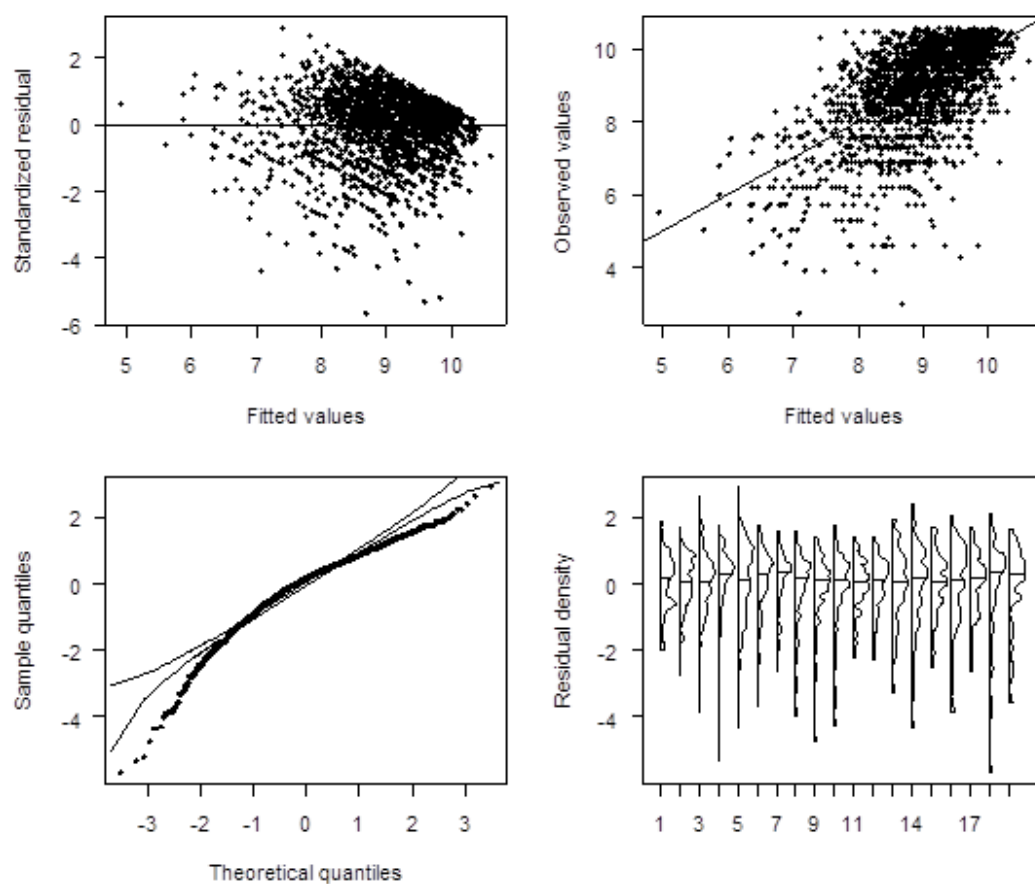 Standardized residual
2
0
-2
-4
-6
5 6 7 8 9 10
Fitted values
Observed values
10
8
6
4
5 6 7 8 9 10
Fitted values
Sample quantiles
2
0
-2
-4
-3 -2 -1 0 1 2 3
Theoretical quantiles
Residual density
2
0
-2
-4
1 3 5 7 9 11 14 17